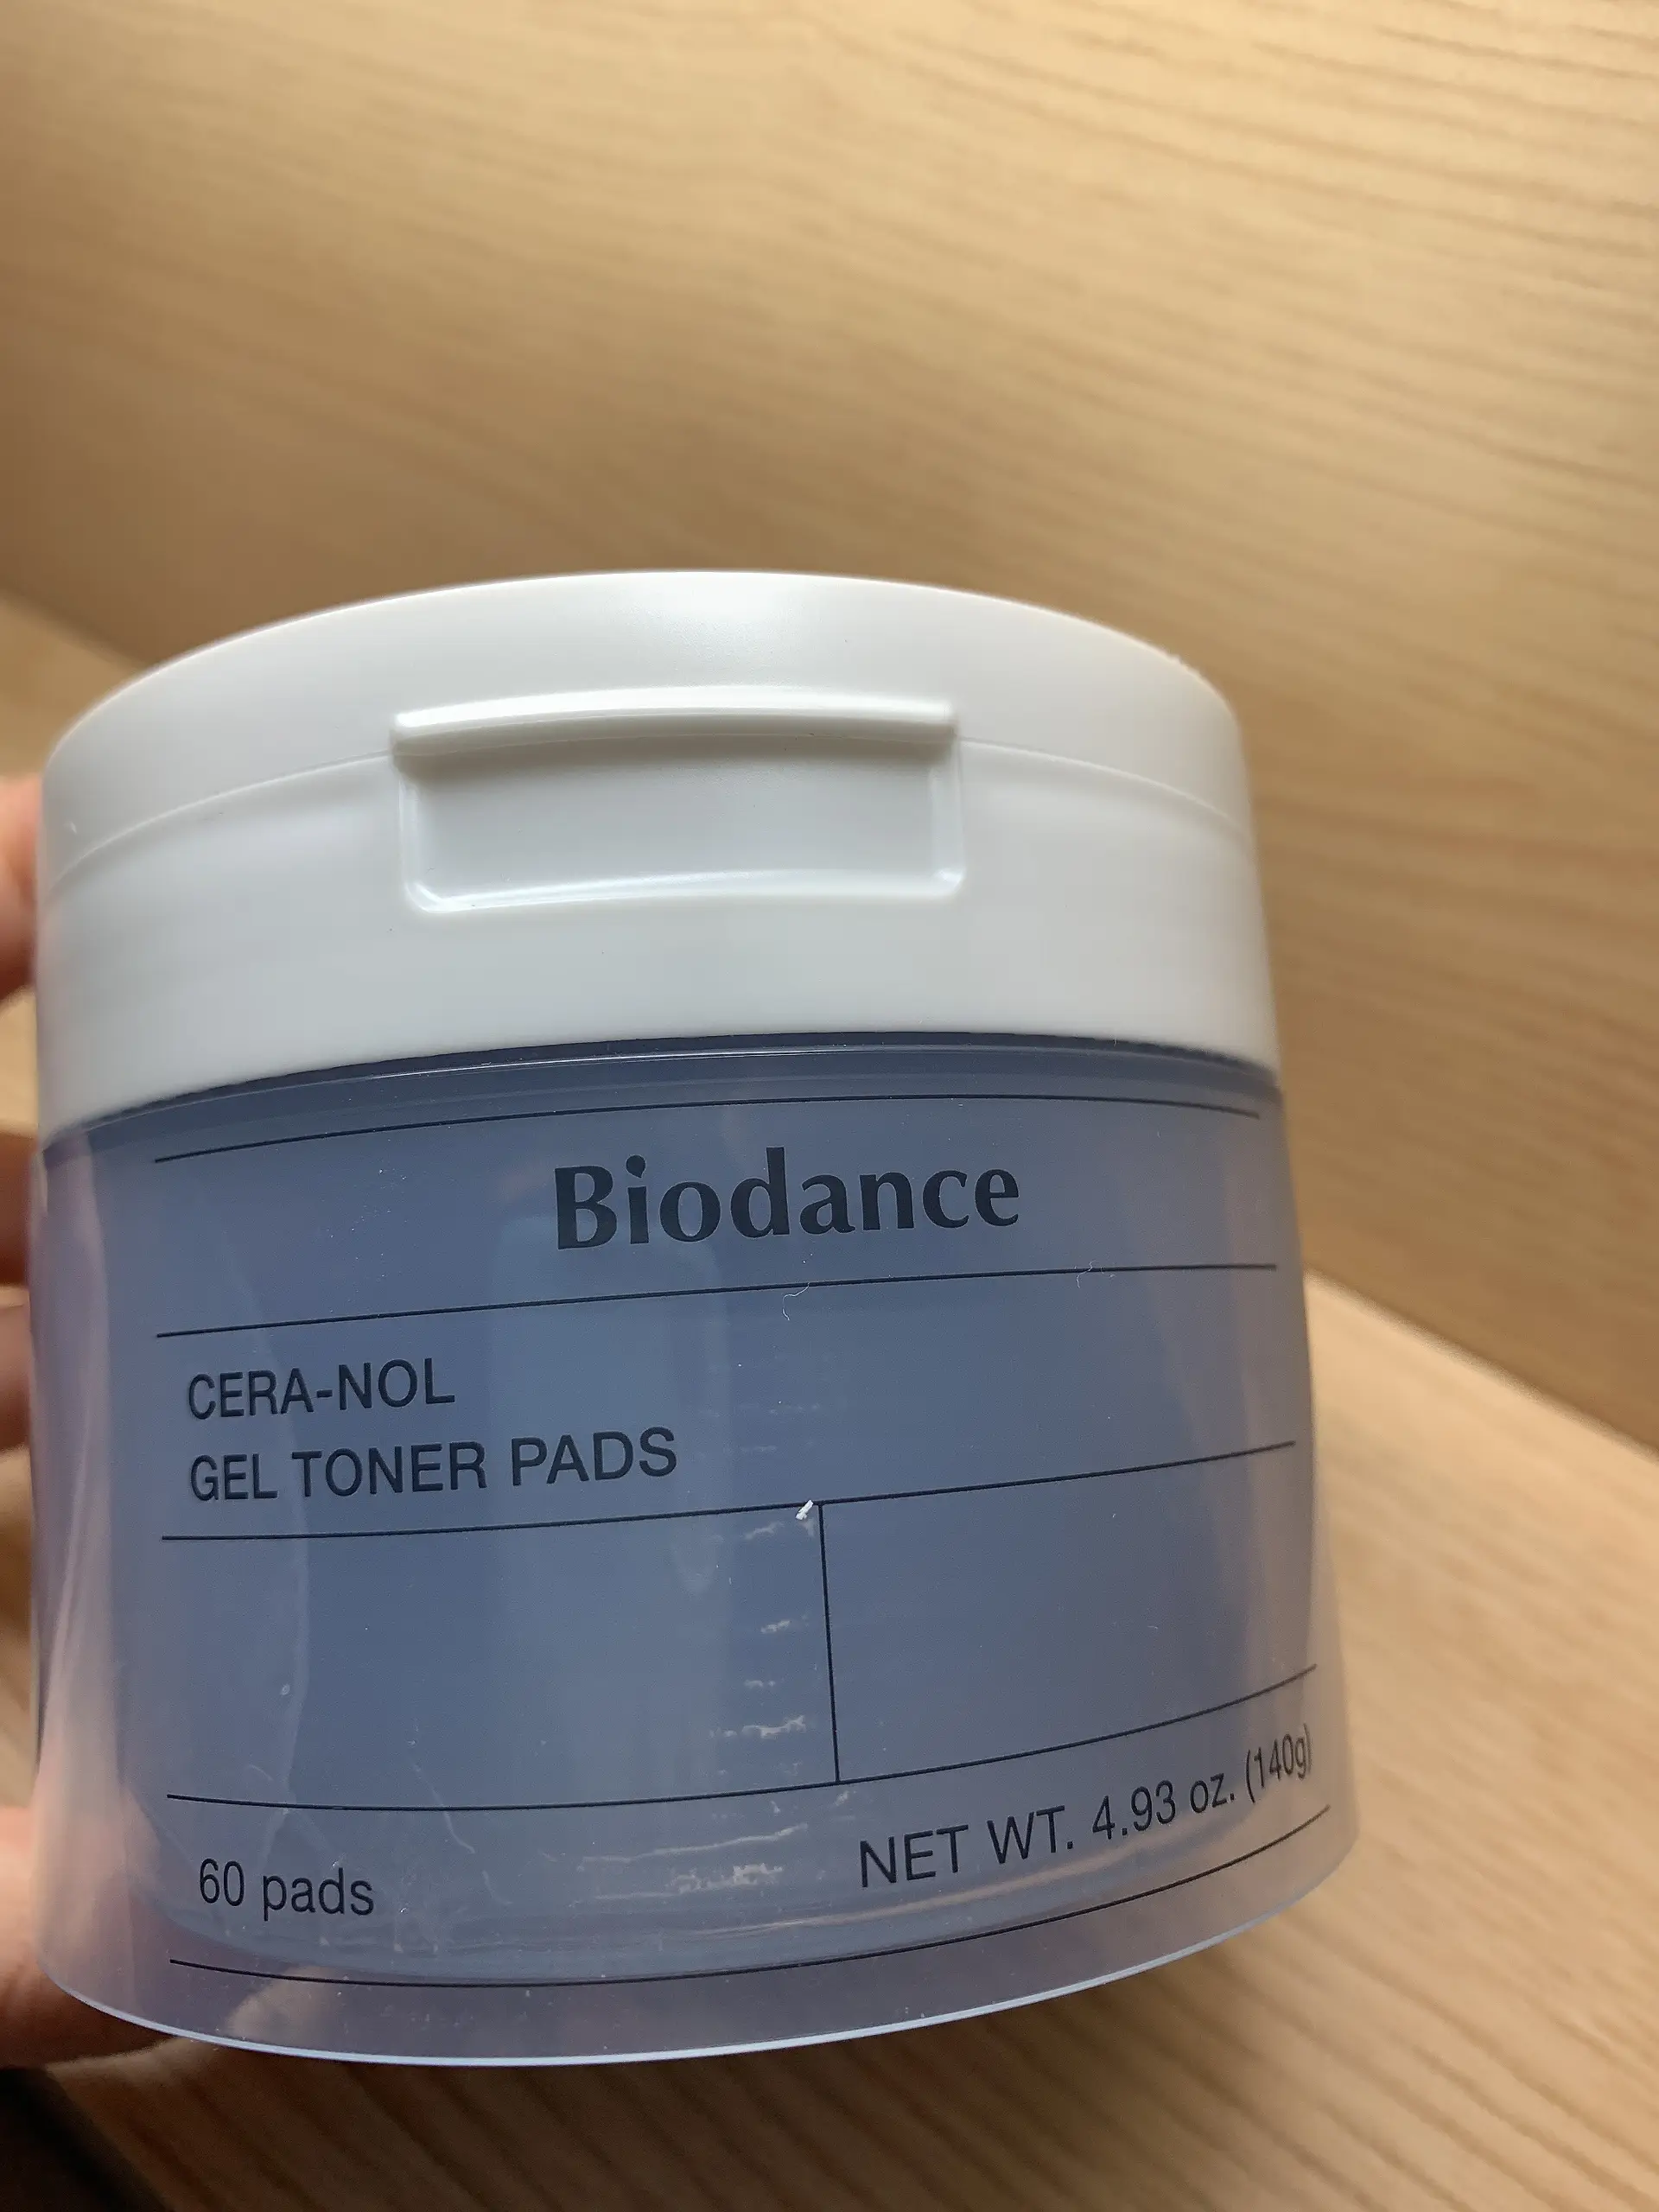 Biodance
CERA-NOL
GEL TONER PADS
60 pads
NET WT. 4.93 oz. (140g)